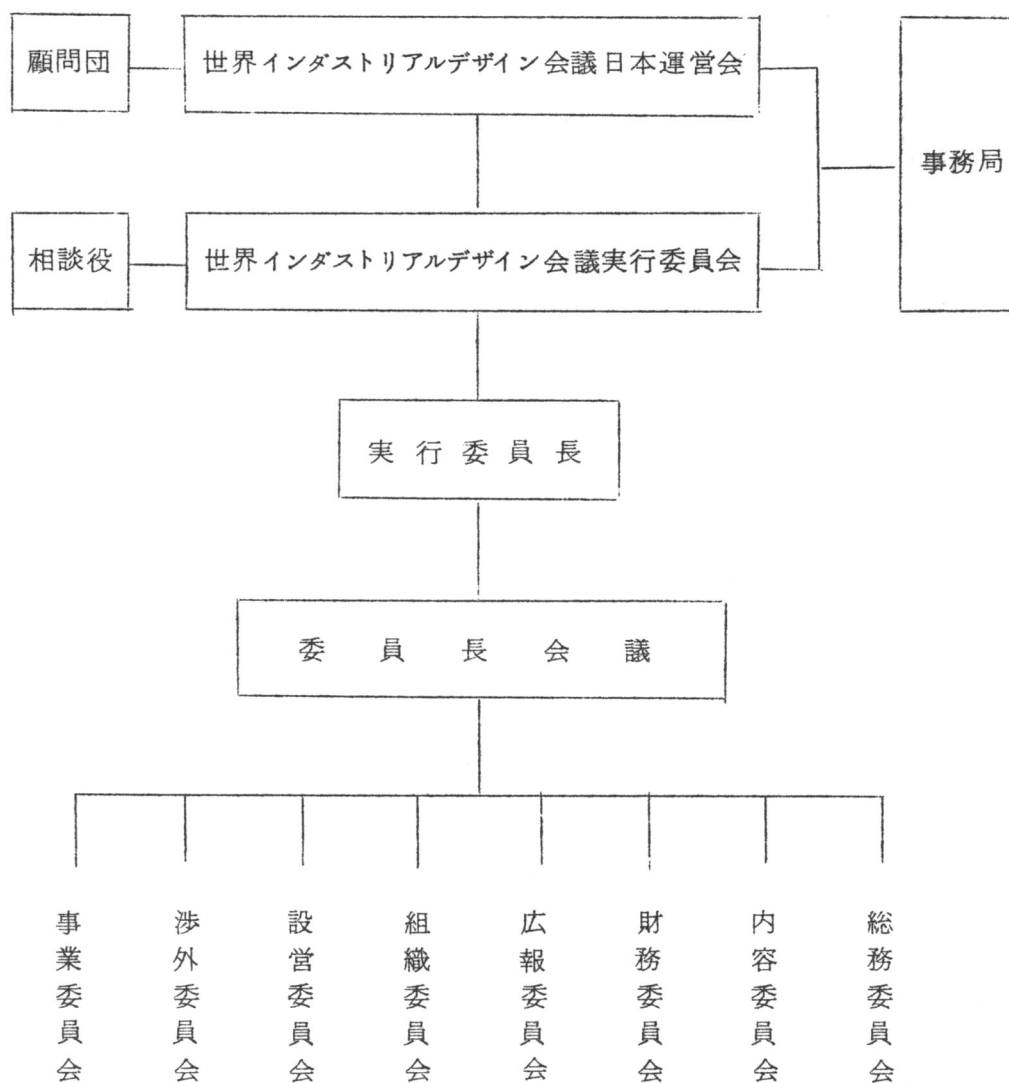 顧問団
世界インダストリアルデザイン会議日本運営会
事務局
相談役
世界インダストリアルデザイン会議実行委員会
実行委員長
委員長会議
総務委員会
内容委員会
財務委員会
広報委員会
組織委員会
設営委員会
渉外委員会
事業委員会